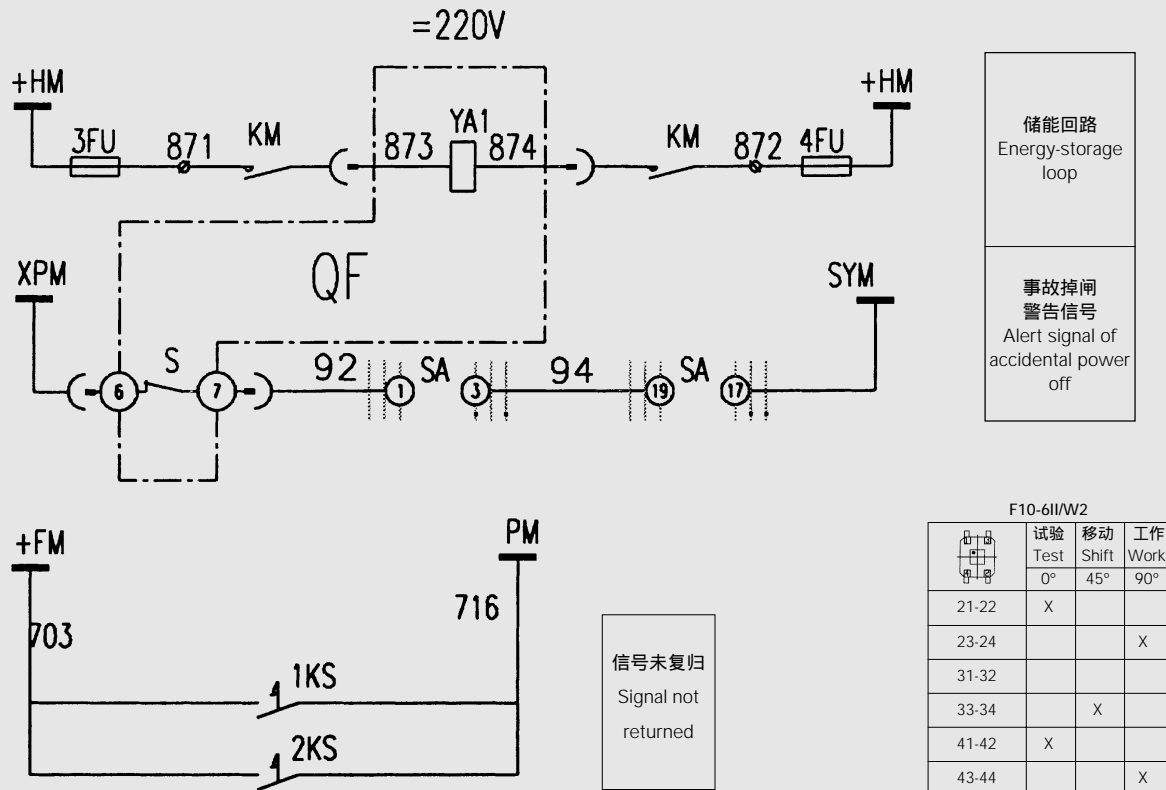 =220V
+HM
+HM
3FU
871
KM
873
YA1
874
KM
872
4FU
储能回路
Energy-storage
loop
XPM
QF
SYM
事故掉闸
警告信号
Alert signal of
accidental power
off
6
S
7
92
1
SA
3
94
19
SA
17
+FM
PM
703
716
1KS
2KS
信号未复归
Signal not
returned
F10-6II/W2
试验 移动 工作
Test Shift Work
0° 45° 90°
21-22 X
23-24 X
31-32
33-34 X
41-42 X
43-44 X